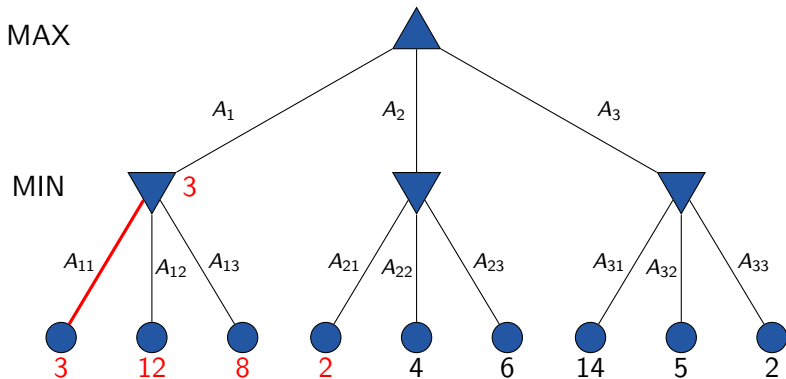 MAX
A₁ A₂ A₃
MIN 3
A₁₁ A₁₂ A₁₃ A₂₁ A₂₂ A₂₃ A₃₁ A₃₂ A₃₃
3 12 8 2 4 6 14 5 2